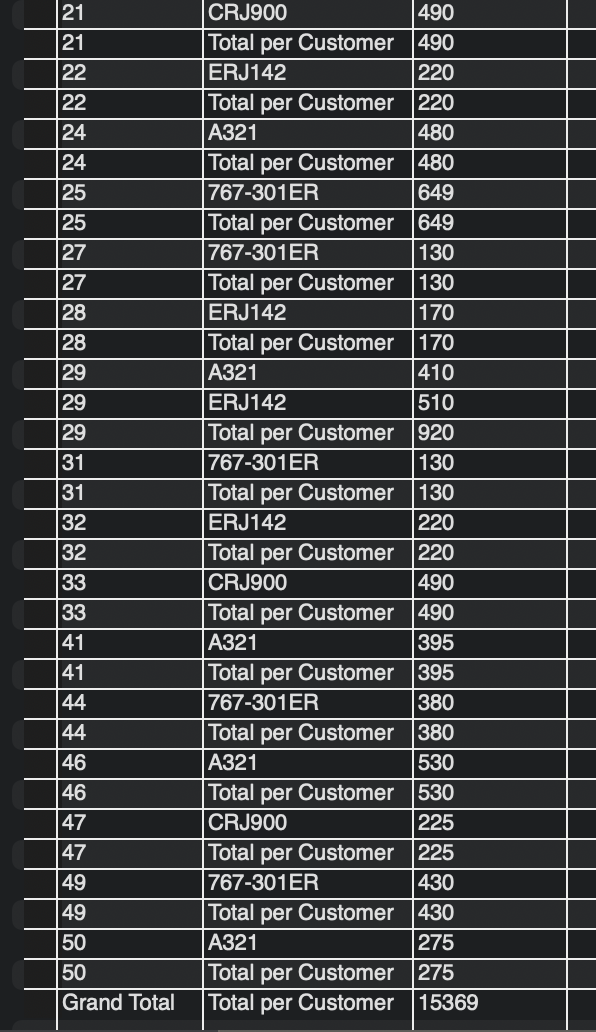 21 CRJ900 490
21 Total per Customer 490
22 ERJ142 220
22 Total per Customer 220
24 A321 480
24 Total per Customer 480
25 767-301ER 649
25 Total per Customer 649
27 767-301ER 130
27 Total per Customer 130
28 ERJ142 170
28 Total per Customer 170
29 A321 410
29 ERJ142 510
29 Total per Customer 920
31 767-301ER 130
31 Total per Customer 130
32 ERJ142 220
32 Total per Customer 220
33 CRJ900 490
33 Total per Customer 490
41 A321 395
41 Total per Customer 395
44 767-301ER 380
44 Total per Customer 380
46 A321 530
46 Total per Customer 530
47 CRJ900 225
47 Total per Customer 225
49 767-301ER 430
49 Total per Customer 430
50 A321 275
50 Total per Customer 275
Grand Total Total per Customer 15369